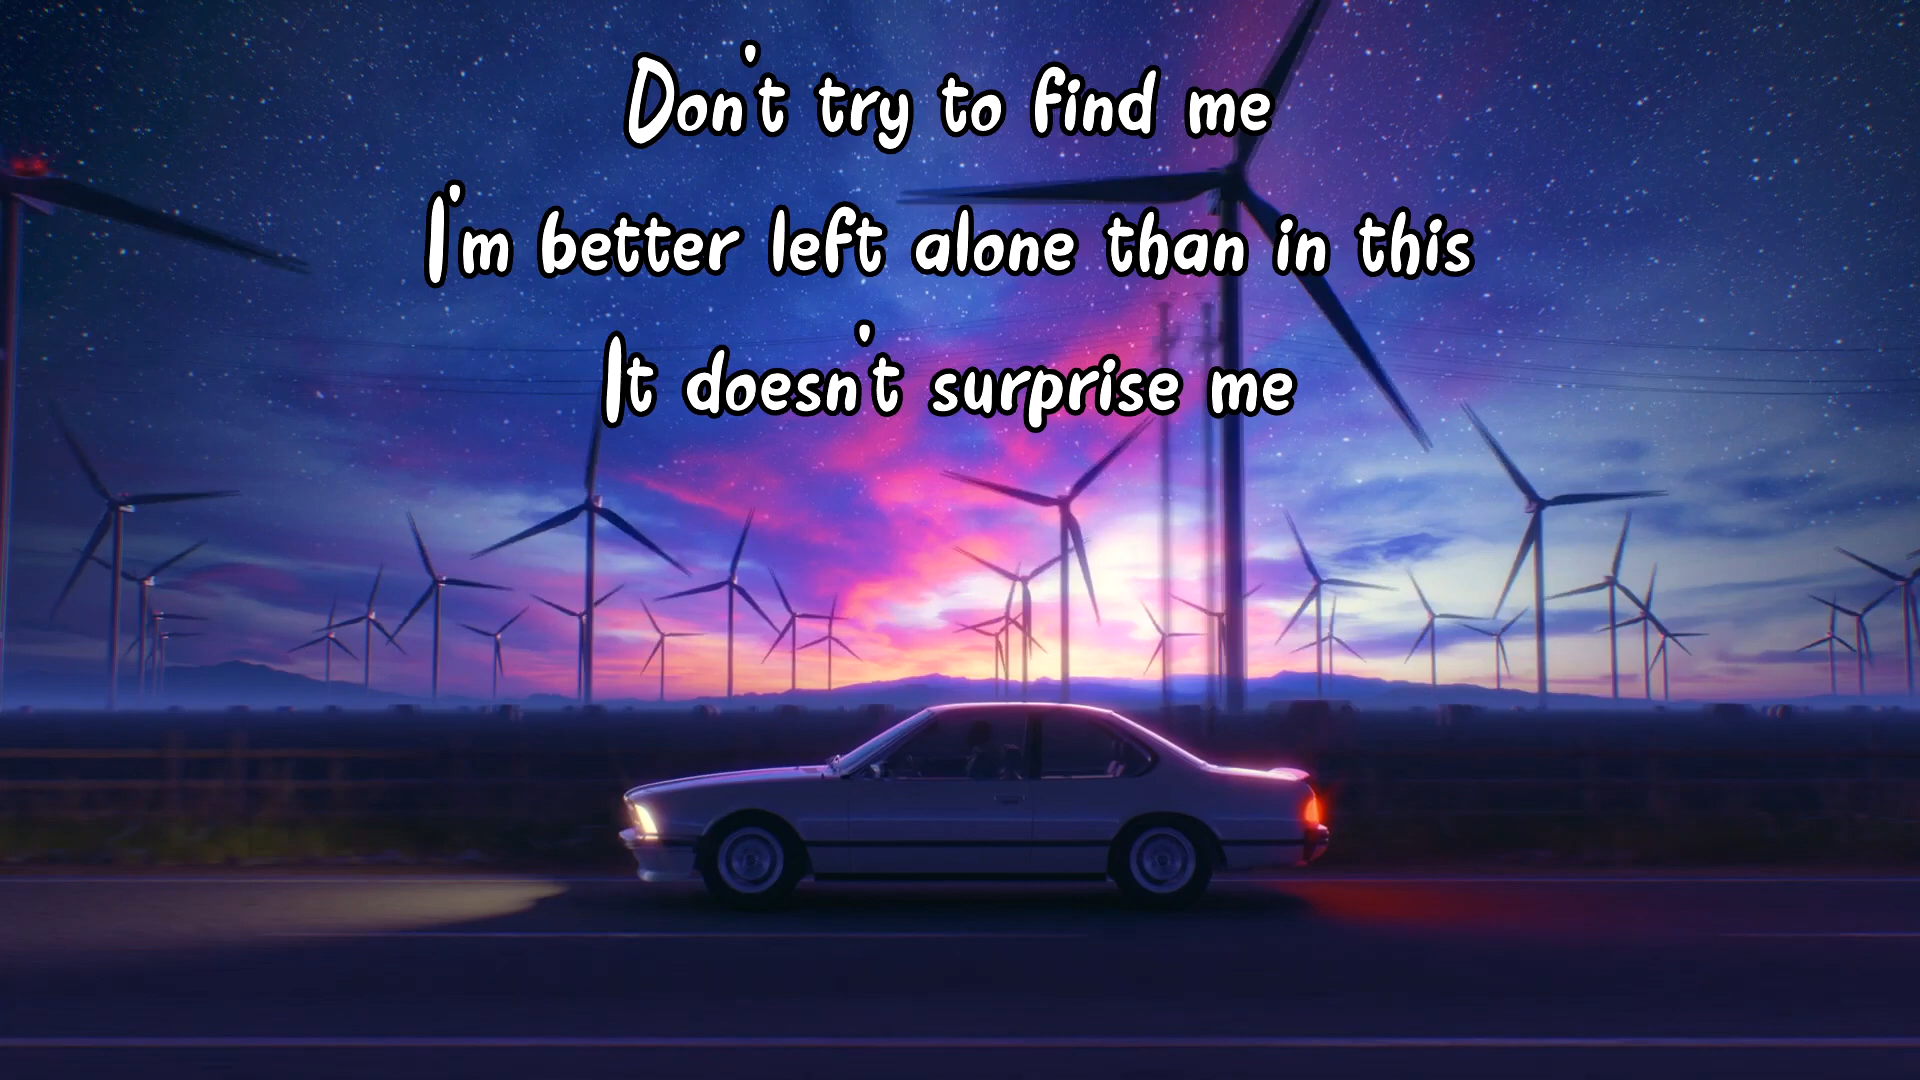 Don't try to find me
I'm better left alone than in this
It doesn't surprise me